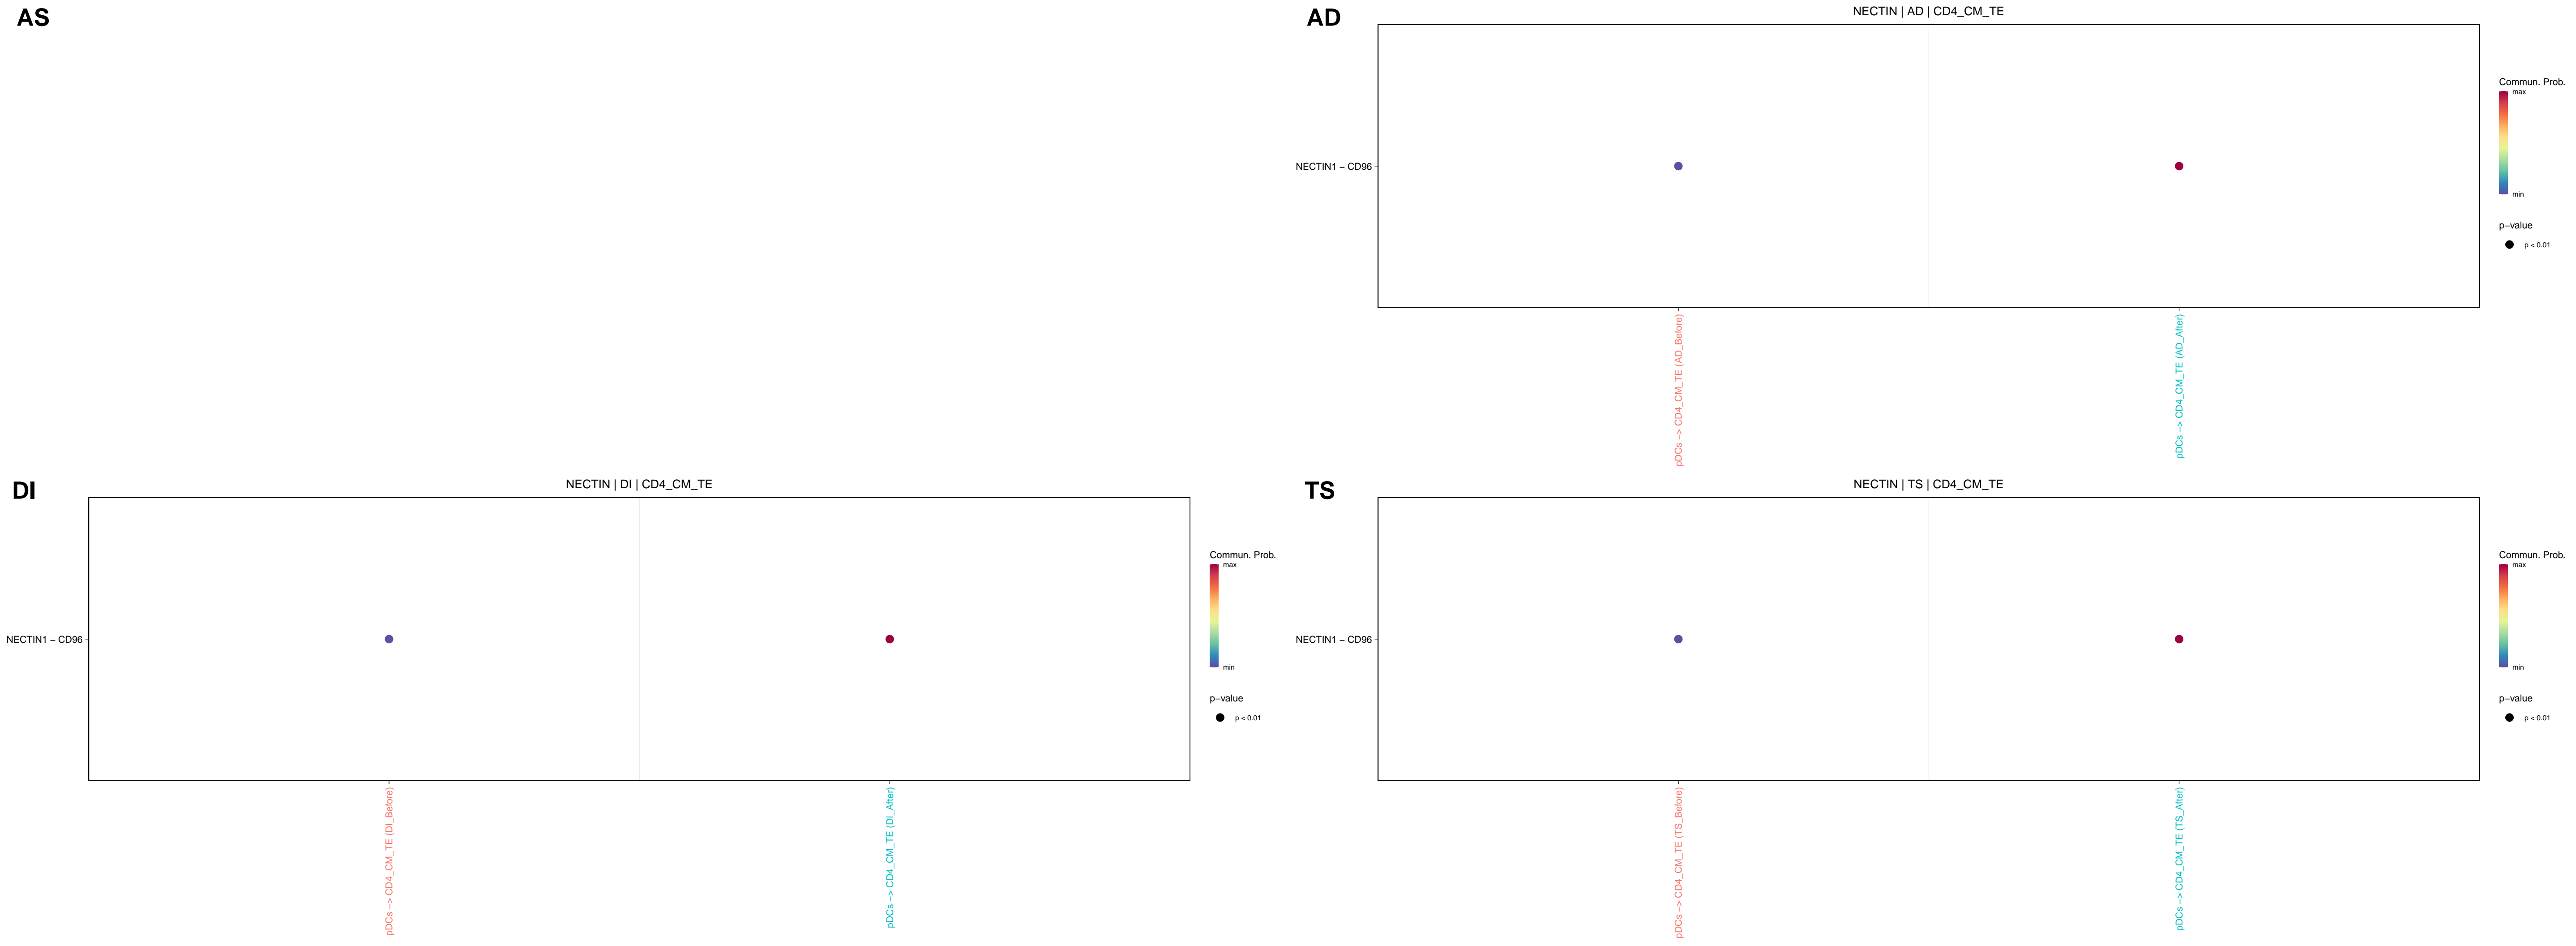 AS
AD
NECTIN | AD | CD4_CM_TE
NECTIN1 − CD96
pDCs −> CD4_CM_TE (AD_Before)
pDCs −> CD4_CM_TE (AD_After)
Commun. Prob.
max
min
p−value
p < 0.01
DI
NECTIN | DI | CD4_CM_TE
NECTIN1 − CD96
pDCs −> CD4_CM_TE (DI_Before)
pDCs −> CD4_CM_TE (DI_After)
Commun. Prob.
max
min
p−value
p < 0.01
TS
NECTIN | TS | CD4_CM_TE
NECTIN1 − CD96
pDCs −> CD4_CM_TE (TS_Before)
pDCs −> CD4_CM_TE (TS_After)
Commun. Prob.
max
min
p−value
p < 0.01